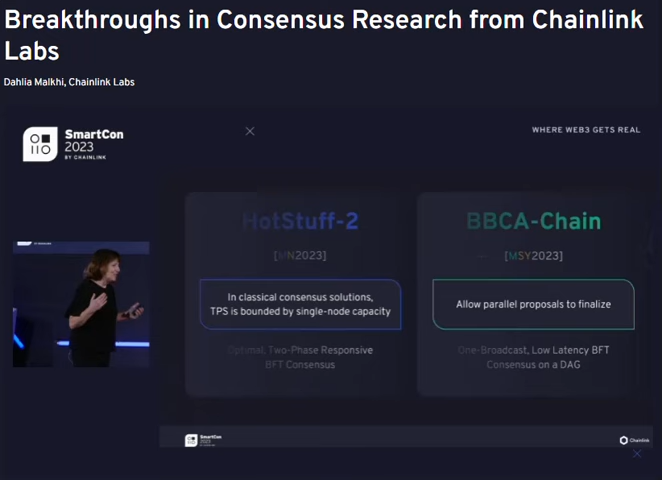 Breakthroughs in Consensus Research from Chainlink
Labs
Dahlia Malkhi, Chainlink Labs
SmartCon
2023
BY CHAINLINK
WHERE WEB3 GETS REAL
HotStuff-2
[MN2023]
In classical consensus solutions,
TPS is bounded by single-node capacity
Optimal, Two-Phase Responsive
BFT Consensus
BBCA-Chain
[MSY2023]
Allow parallel proposals to finalize
One-Broadcast, Low Latency BFT
Consensus on a DAG
SmartCon
2023
Chainlink